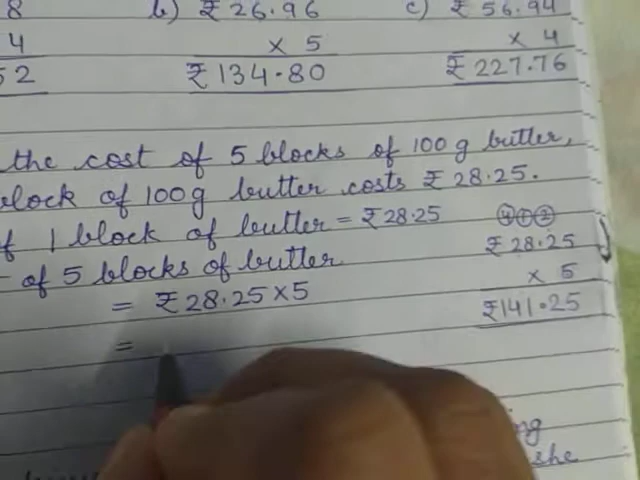 8 b) ₹26.96 c) ₹56.94
4 × 5 × 4
52 ₹134.80 ₹227.76
the cost of 5 blocks of 100g butter,
block of 100g butter costs ₹28.25.
of 1 block of butter = ₹28.25 ④①②
of 5 blocks of butter ₹28.25
= ₹28.25×5 × 5
= ₹141.25
she